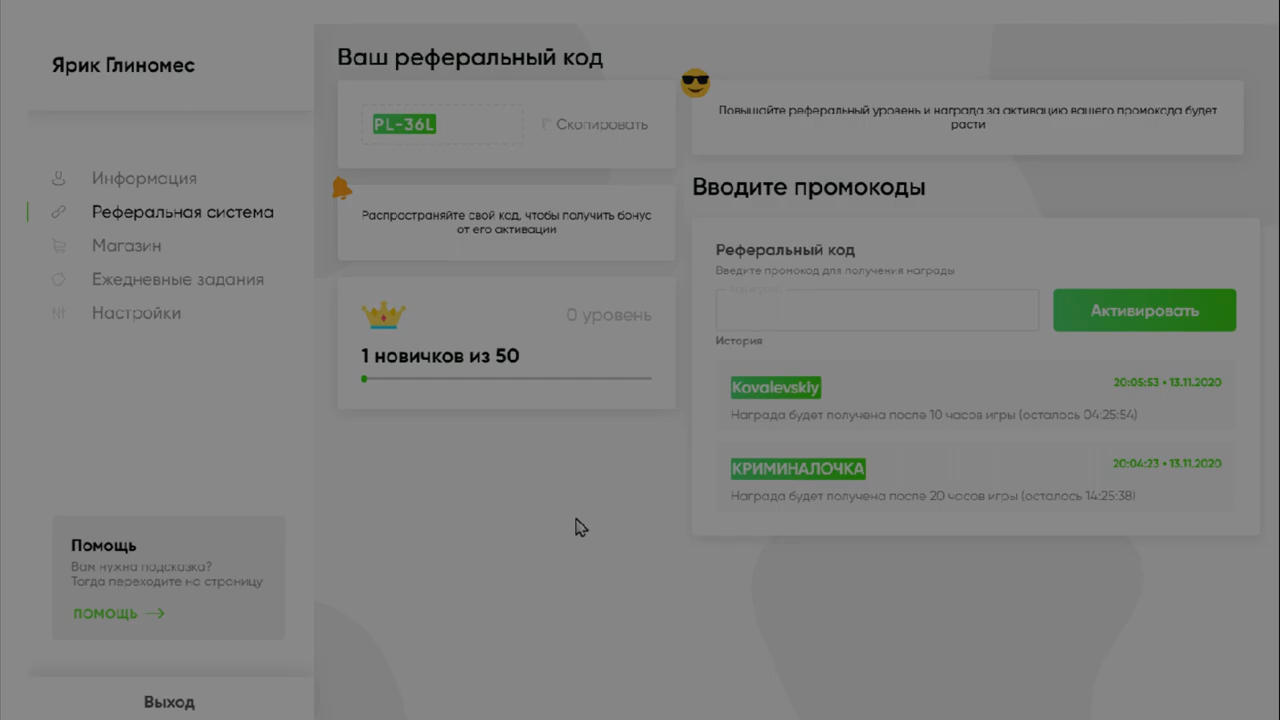 Ярик Глиномес
Информация
Реферальная система
Магазин
Ежедневные задания
Настройки
Помощь
Вам нужна подсказка?
Тогда переходите на страницу
ПОМОЩЬ
Выход
Ваш реферальный код
PL-36L
Скопировать
Распространяйте свой код, чтобы получить бонус
от его активации
0 уровень
1 новичков из 50
Повышайте реферальный уровень и награда за активацию вашего промокода будет
расти
Вводите промокоды
Реферальный код
Введите промокод для получения награды
Активировать
История
Kovalevskiy
20:05:53 • 13.11.2020
Награда будет получена после 10 часов игры (осталось 04:25:54)
КРИМИНАЛОЧКА
20:04:23 • 13.11.2020
Награда будет получена после 20 часов игры (осталось 14:25:38)